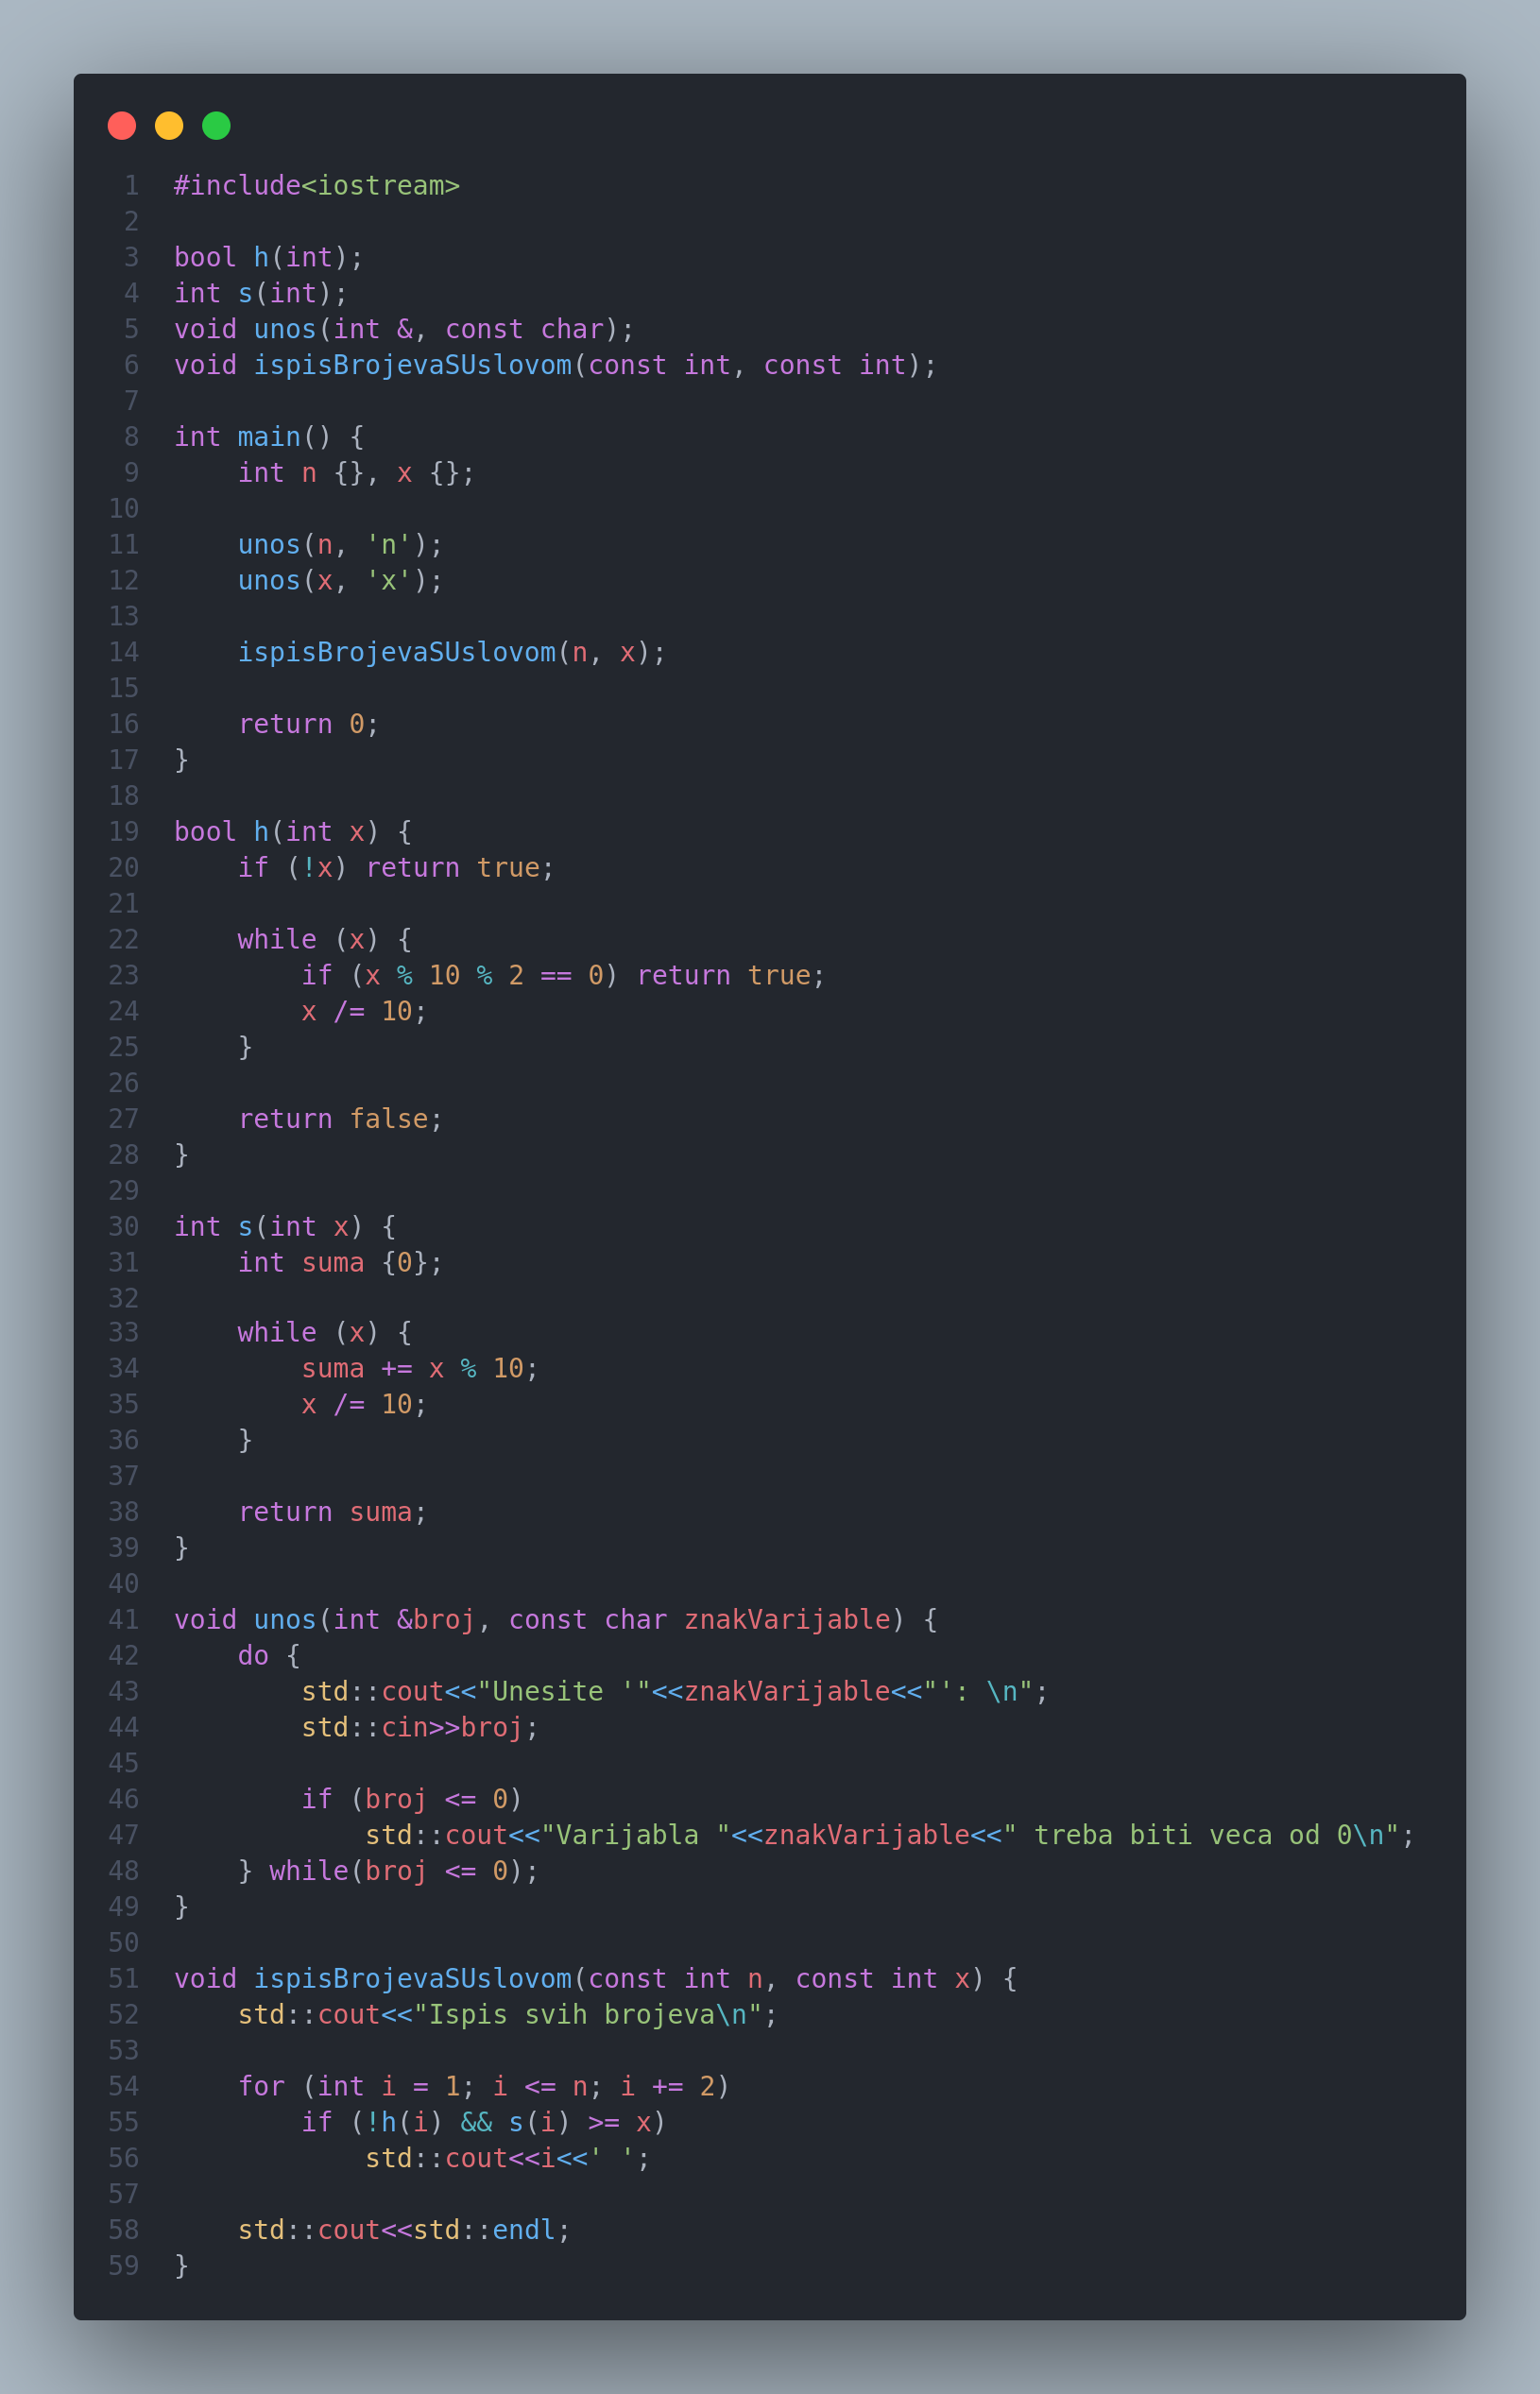 1 #include<iostream>
2
3 bool h(int);
4 int s(int);
5 void unos(int &, const char);
6 void ispisBrojevaSUslovom(const int, const int);
7
8 int main() {
9     int n {}, x {};
10
11     unos(n, 'n');
12     unos(x, 'x');
13
14     ispisBrojevaSUslovom(n, x);
15
16     return 0;
17 }
18
19 bool h(int x) {
20     if (!x) return true;
21
22     while (x) {
23         if (x % 10 % 2 == 0) return true;
24         x /= 10;
25     }
26
27     return false;
28 }
29
30 int s(int x) {
31     int suma {0};
32
33     while (x) {
34         suma += x % 10;
35         x /= 10;
36     }
37
38     return suma;
39 }
40
41 void unos(int &broj, const char znakVarijable) {
42     do {
43         std::cout<<"Unesite '"<<znakVarijable<<"': \n";
44         std::cin>>broj;
45
46         if (broj <= 0)
47             std::cout<<"Varijabla "<<znakVarijable<<" treba biti veca od 0\n";
48     } while(broj <= 0);
49 }
50
51 void ispisBrojevaSUslovom(const int n, const int x) {
52     std::cout<<"Ispis svih brojeva\n";
53
54     for (int i = 1; i <= n; i += 2)
55         if (!h(i) && s(i) >= x)
56             std::cout<<i<<' ';
57
58     std::cout<<std::endl;
59 }